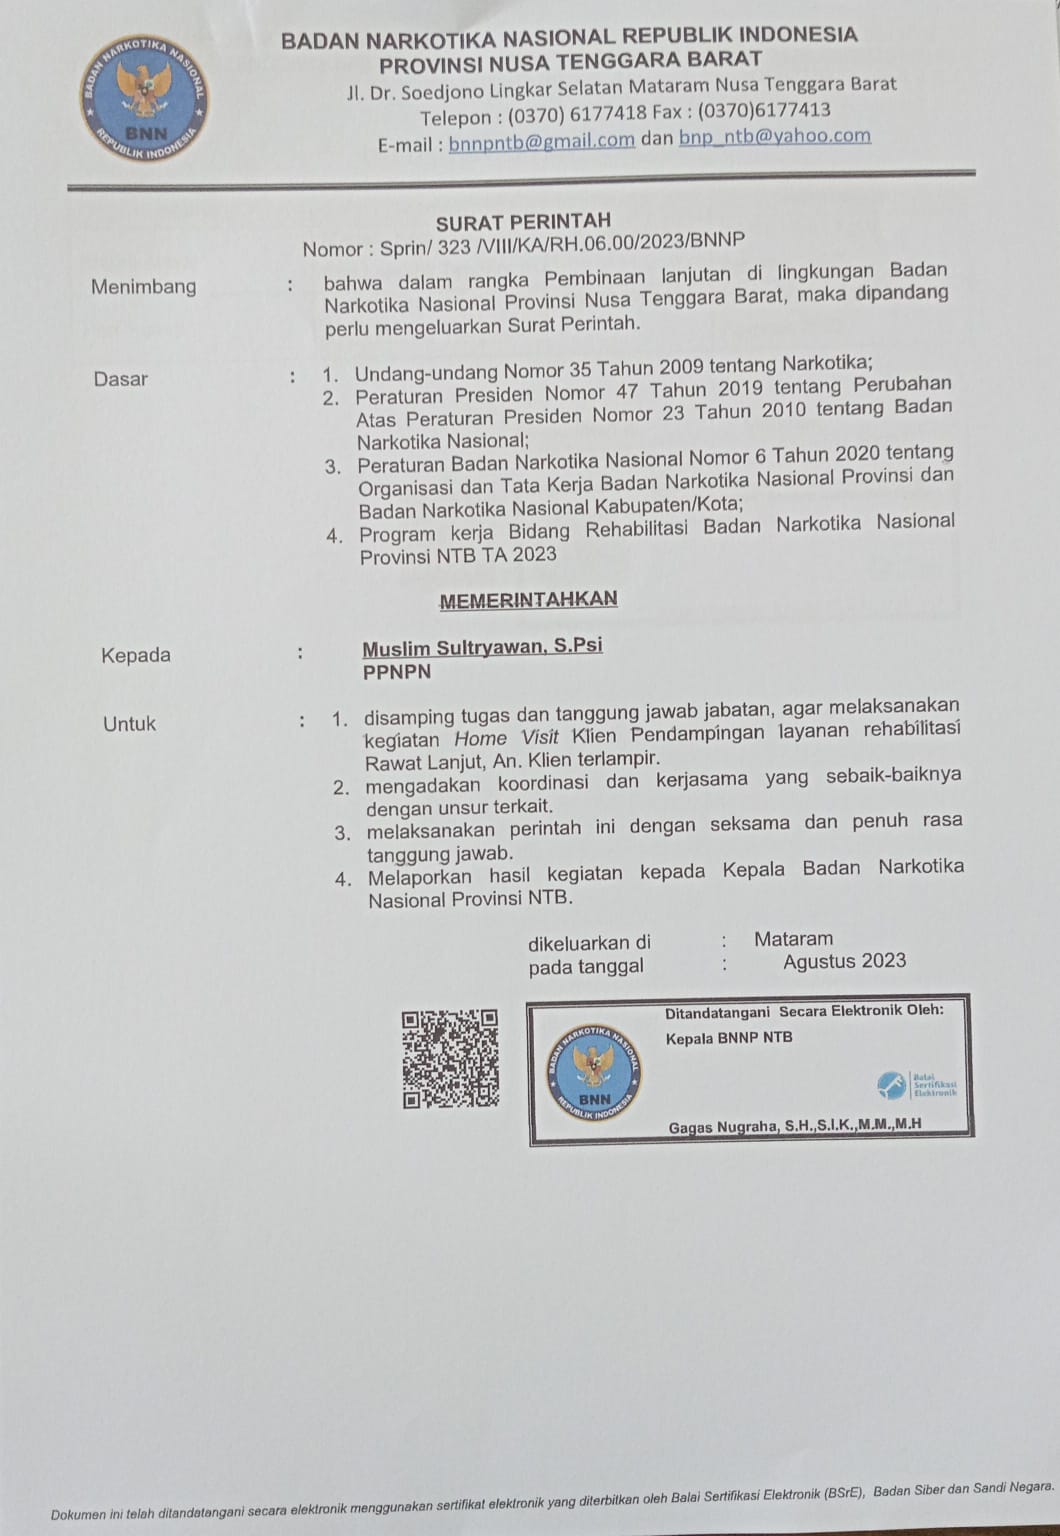 BADAN NARKOTIKA NASIONAL
REPUBLIK INDONESIA
BNN
BADAN NARKOTIKA NASIONAL REPUBLIK INDONESIA
PROVINSI NUSA TENGGARA BARAT
Jl. Dr. Soedjono Lingkar Selatan Mataram Nusa Tenggara Barat
Telepon : (0370) 6177418 Fax : (0370)6177413
E-mail : bnnpntb@gmail.com dan bnp_ntb@yahoo.com
SURAT PERINTAH
Nomor : Sprin/ 323 /VIII/KA/RH.06.00/2023/BNNP
Menimbang : bahwa dalam rangka Pembinaan lanjutan di lingkungan Badan
Narkotika Nasional Provinsi Nusa Tenggara Barat, maka dipandang
perlu mengeluarkan Surat Perintah.
Dasar : 1. Undang-undang Nomor 35 Tahun 2009 tentang Narkotika;
2. Peraturan Presiden Nomor 47 Tahun 2019 tentang Perubahan
Atas Peraturan Presiden Nomor 23 Tahun 2010 tentang Badan
Narkotika Nasional;
3. Peraturan Badan Narkotika Nasional Nomor 6 Tahun 2020 tentang
Organisasi dan Tata Kerja Badan Narkotika Nasional Provinsi dan
Badan Narkotika Nasional Kabupaten/Kota;
4. Program kerja Bidang Rehabilitasi Badan Narkotika Nasional
Provinsi NTB TA 2023
MEMERINTAHKAN
Kepada : Muslim Sultryawan, S.Psi
PPNPN
Untuk : 1. disamping tugas dan tanggung jawab jabatan, agar melaksanakan
kegiatan Home Visit Klien Pendampingan layanan rehabilitasi
Rawat Lanjut, An. Klien terlampir.
2. mengadakan koordinasi dan kerjasama yang sebaik-baiknya
dengan unsur terkait.
3. melaksanakan perintah ini dengan seksama dan penuh rasa
tanggung jawab.
4. Melaporkan hasil kegiatan kepada Kepala Badan Narkotika
Nasional Provinsi NTB.
dikeluarkan di : Mataram
pada tanggal : Agustus 2023
Ditandatangani Secara Elektronik Oleh:
Kepala BNNP NTB
BADAN NARKOTIKA NASIONAL
REPUBLIK INDONESIA
BNN
Balai
Sertifikasi
Elektronik
Gagas Nugraha, S.H.,S.I.K.,M.M.,M.H
Dokumen ini telah ditandatangani secara elektronik menggunakan sertifikat elektronik yang diterbitkan oleh Balai Sertifikasi Elektronik (BSrE), Badan Siber dan Sandi Negara.